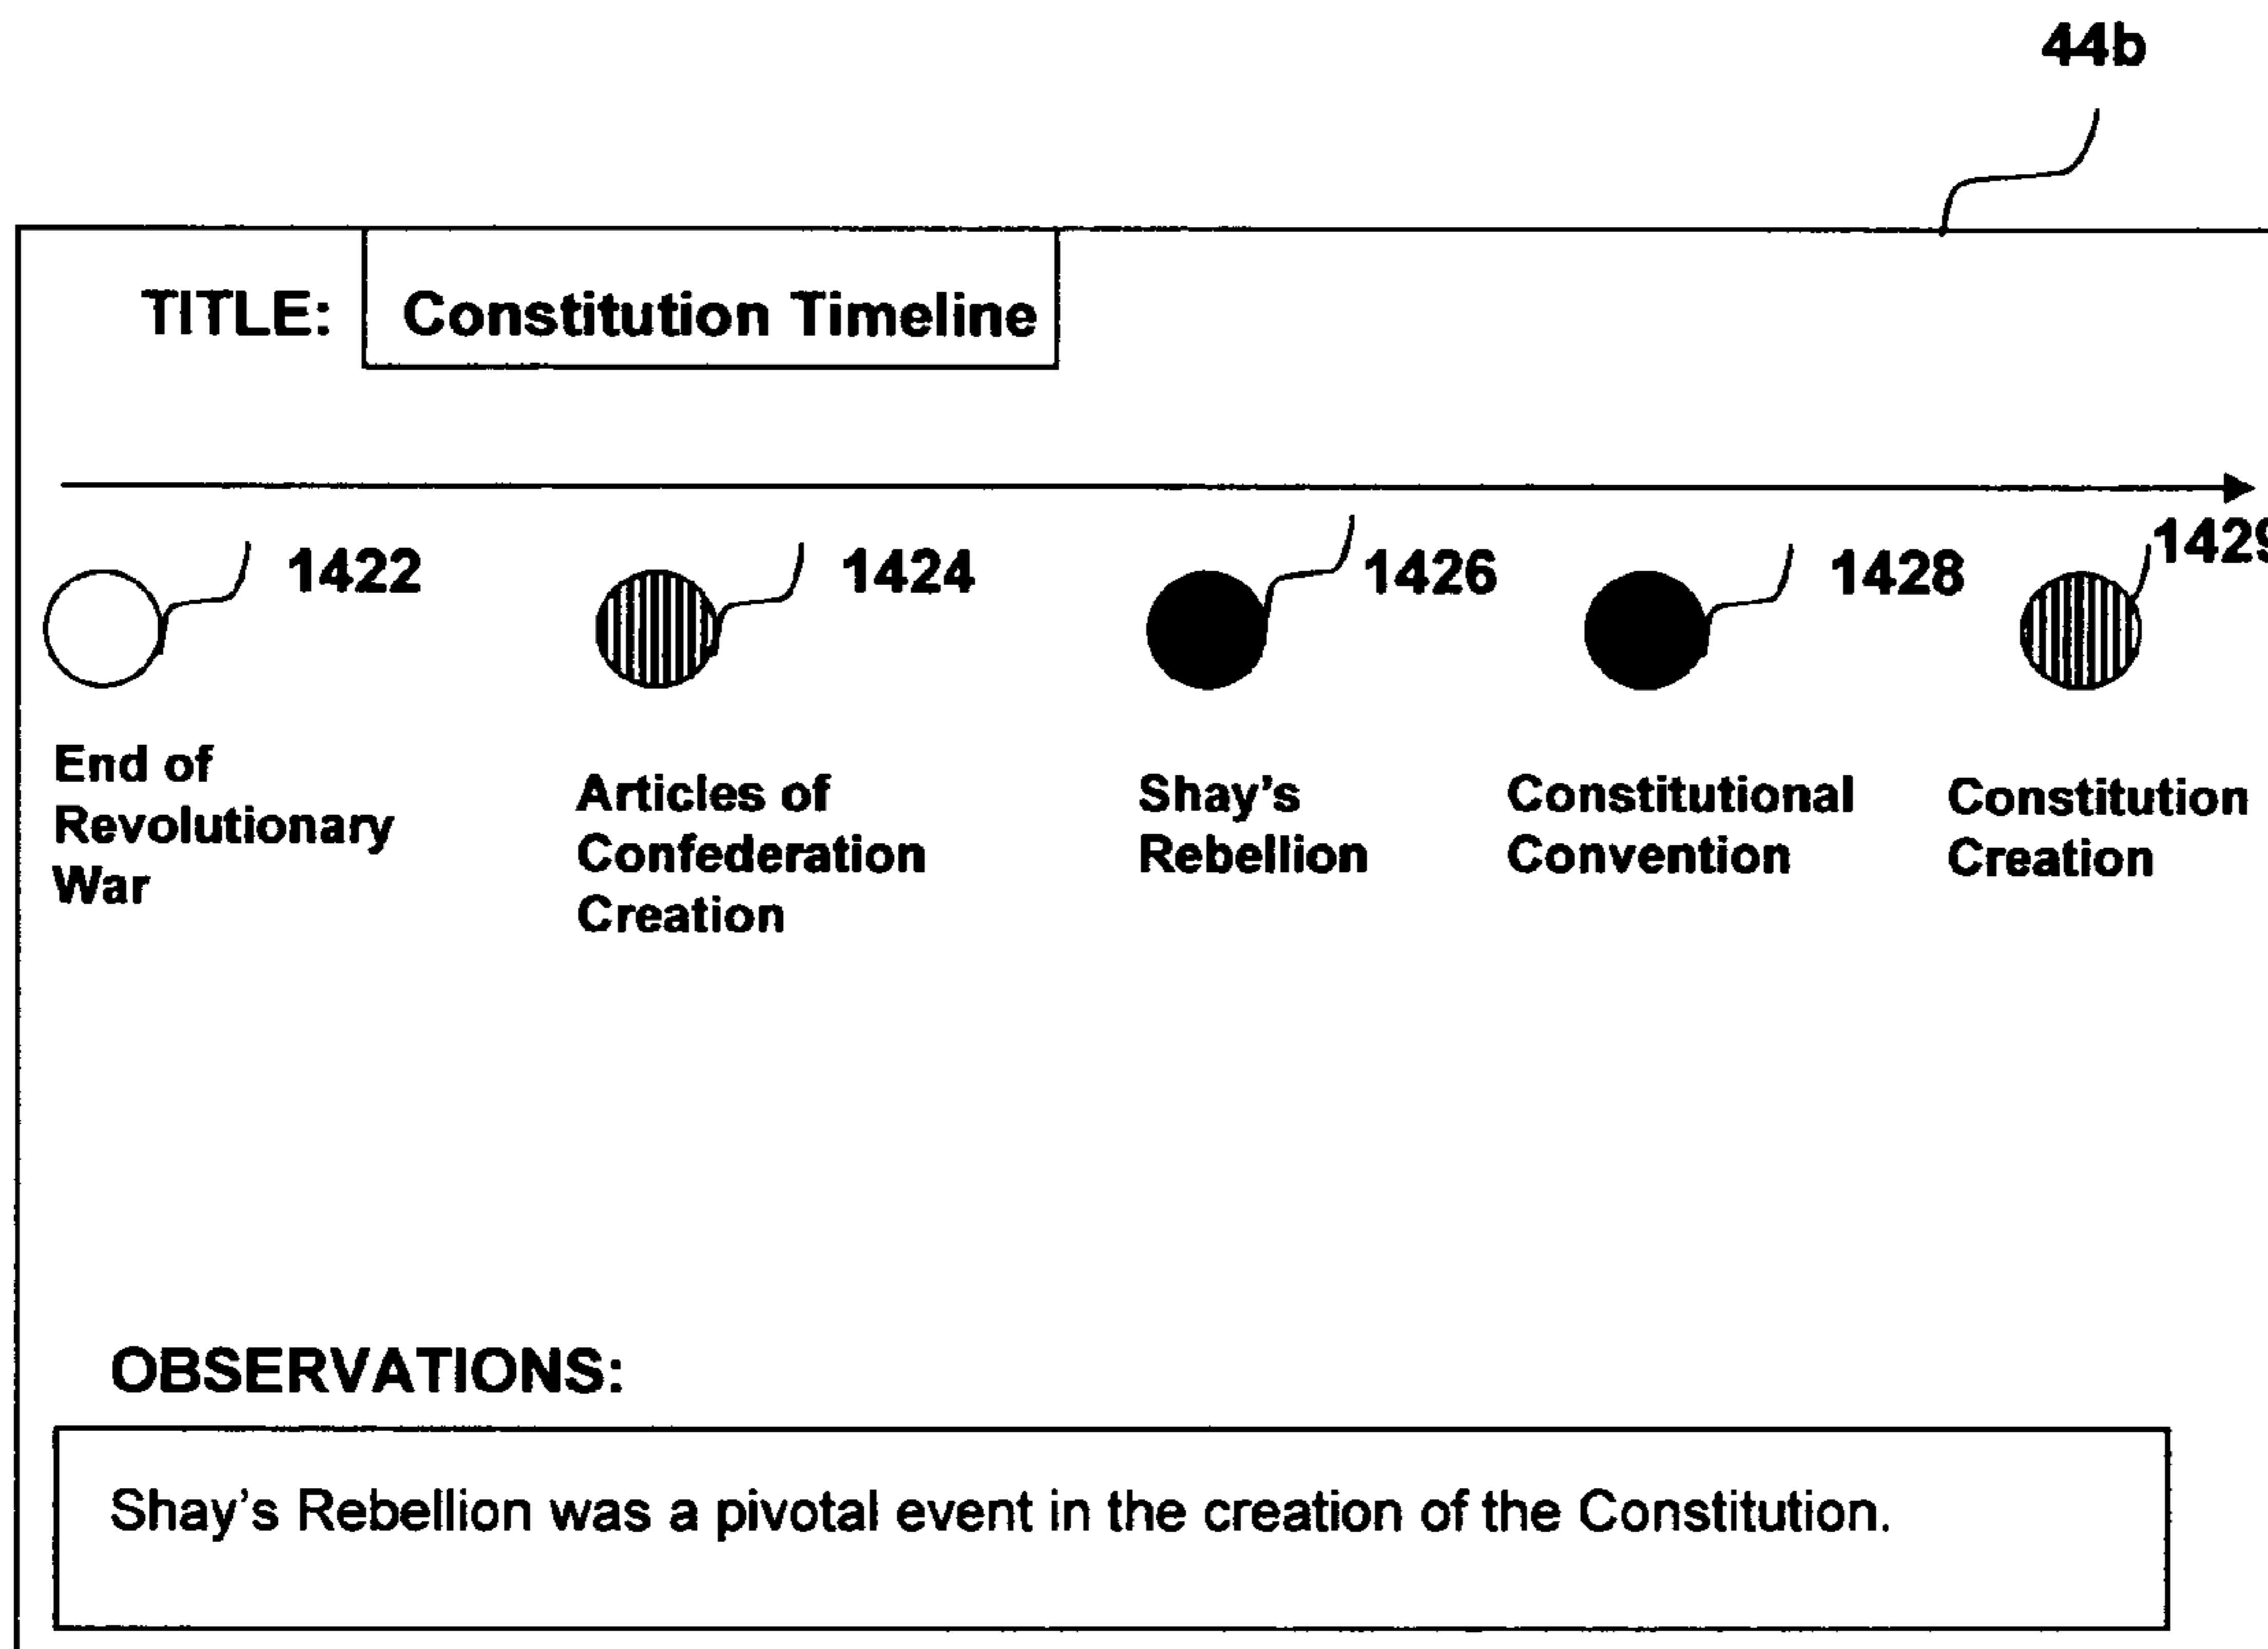 44b
TITLE: Constitution Timeline
1422 1424 1426 1428 1429
End of
Revolutionary
War
Articles of
Confederation
Creation
Shay's
Rebellion
Constitutional
Convention
Constitution
Creation
OBSERVATIONS:
Shay's Rebellion was a pivotal event in the creation of the Constitution.